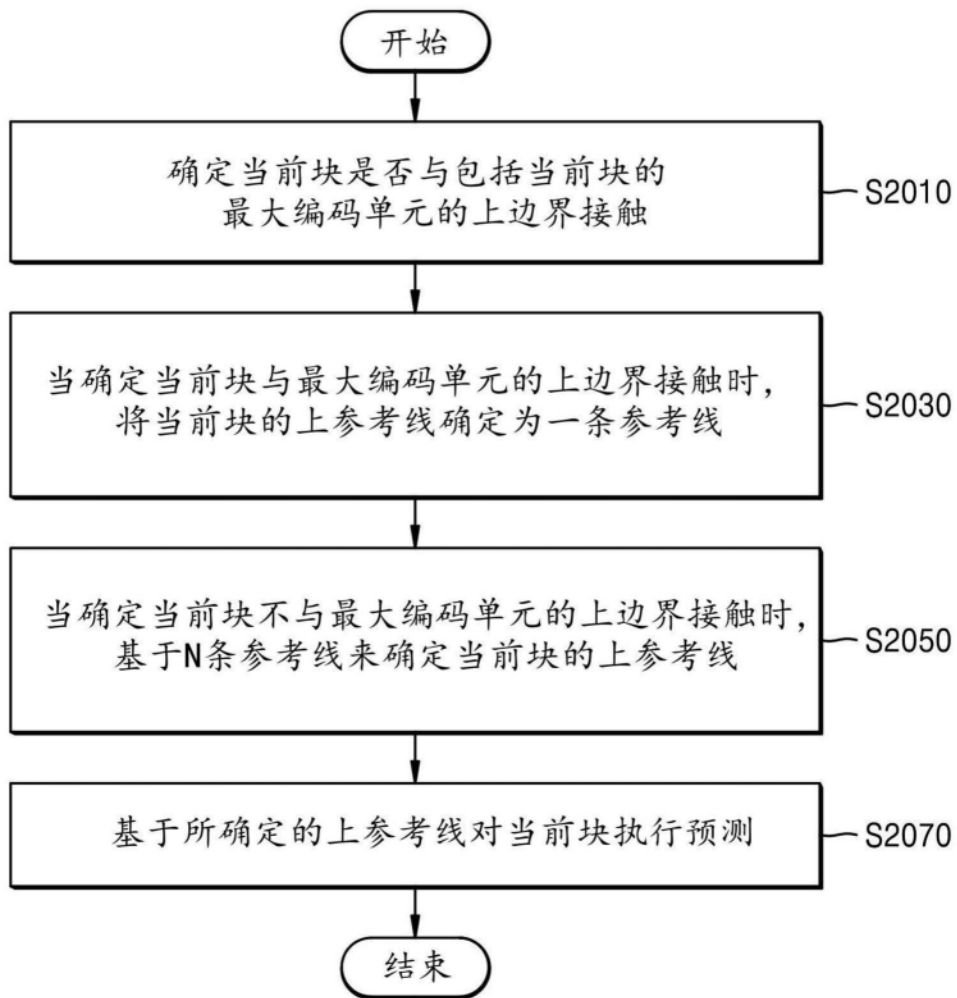 开始
确定当前块是否与包括当前块的
最大编码单元的上边界接触
S2010
当确定当前块与最大编码单元的上边界接触时，
将当前块的上参考线确定为一条参考线
S2030
当确定当前块不与最大编码单元的上边界接触时，
基于N条参考线来确定当前块的上参考线
S2050
基于所确定的上参考线对当前块执行预测
S2070
结束